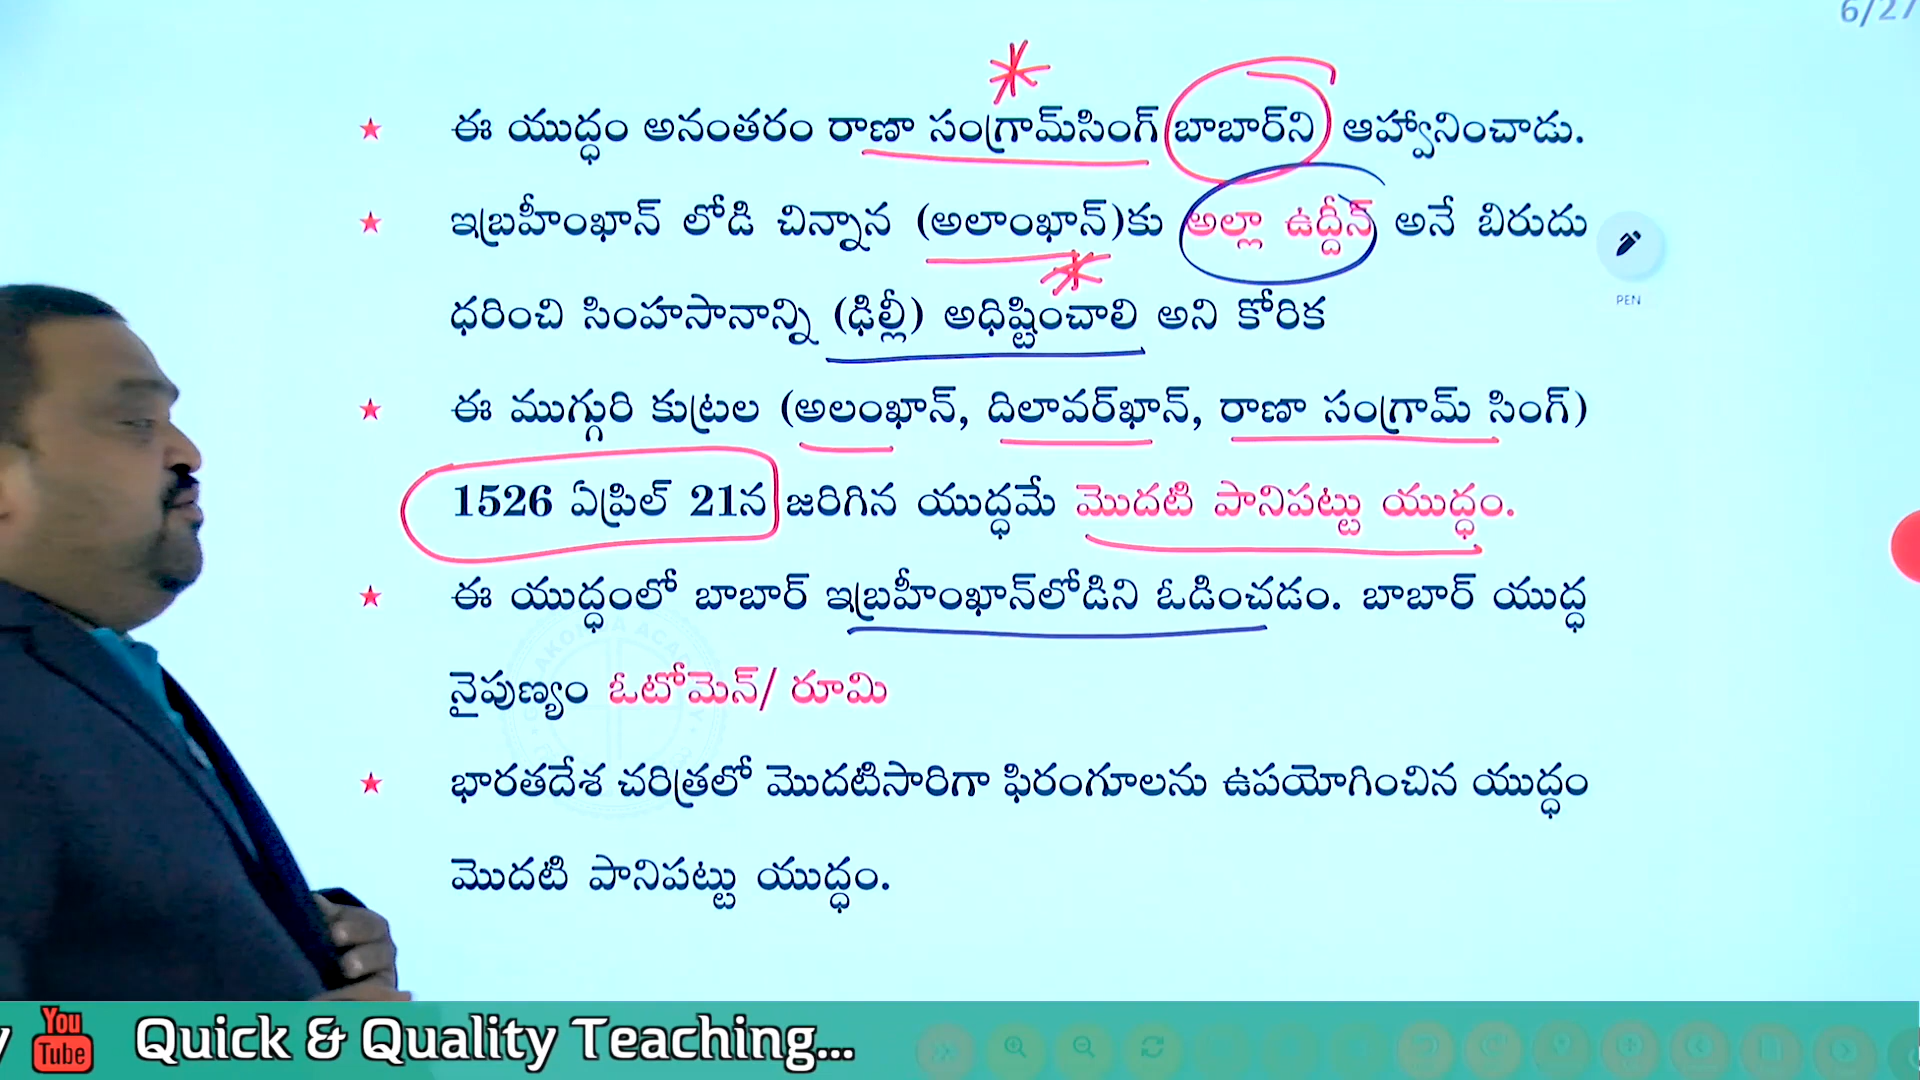 6/27
ఈ యుద్ధం అనంతరం రాణా సంగ్రామ్‌సింగ్ బాబార్‌ని ఆహ్వానించాడు.
ఇబ్రహీంఖాన్ లోడి చిన్నాన (అలాంఖాన్)కు అల్లా ఉద్దీన్ అనే బిరుదు
ధరించి సింహసానాన్ని (ఢిల్లీ) అధిష్టించాలి అని కోరిక
PEN
ఈ ముగ్గురి కుట్రల (అలంఖాన్, దిలావర్‌ఖాన్, రాణా సంగ్రామ్ సింగ్)
1526 ఏప్రిల్ 21న జరిగిన యుద్ధమే మొదటి పానిపట్టు యుద్ధం.
ఈ యుద్ధంలో బాబార్ ఇబ్రహీంఖాన్‌లోడిని ఓడించడం. బాబార్ యుద్ధ
నైపుణ్యం ఓటోమెన్/ రూమి
భారతదేశ చరిత్రలో మొదటిసారిగా ఫిరంగూలను ఉపయోగించిన యుద్ధం
మొదటి పానిపట్టు యుద్ధం.
You Tube Quick & Quality Teaching...